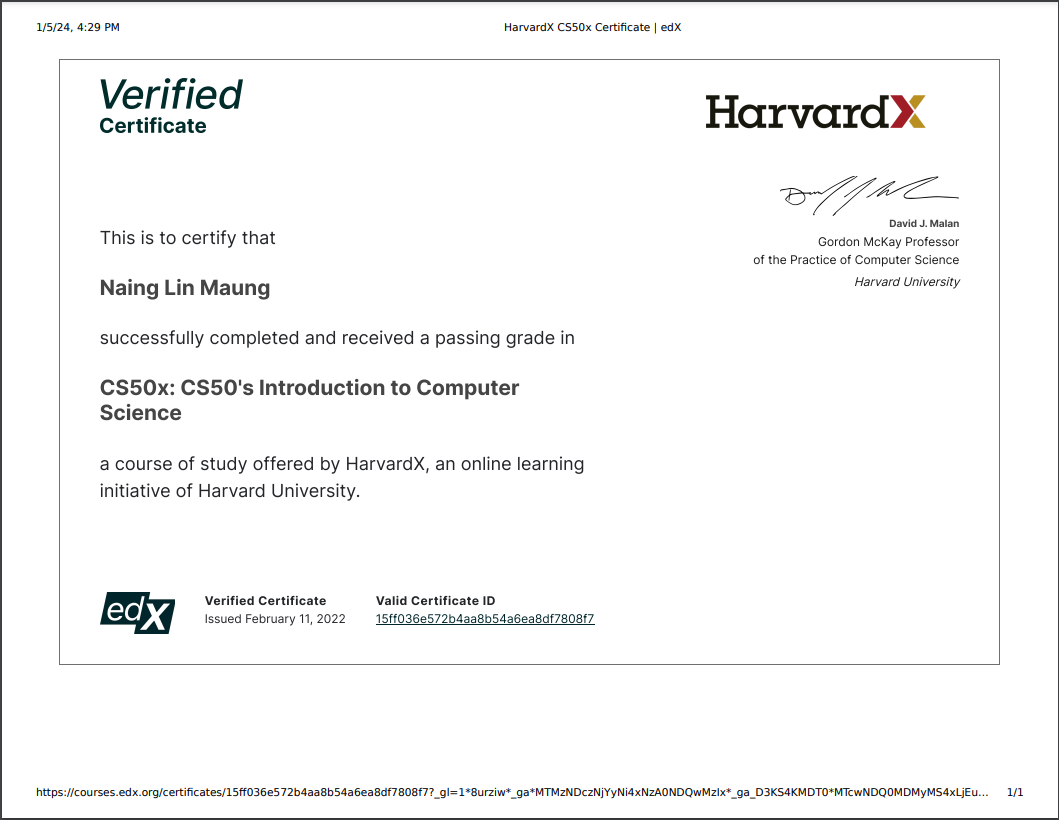 1/5/24, 4:29 PM
HarvardX CS50x Certificate | edX
Verified
Certificate
HarvardX
David J. Malan
Gordon McKay Professor
of the Practice of Computer Science
Harvard University
This is to certify that
Naing Lin Maung
successfully completed and received a passing grade in
CS50x: CS50's Introduction to Computer
Science
a course of study offered by HarvardX, an online learning
initiative of Harvard University.
edX
Verified Certificate
Issued February 11, 2022
Valid Certificate ID
15ff036e572b4aa8b54a6ea8df7808f7
https://courses.edx.org/certificates/15ff036e572b4aa8b54a6ea8df7808f7?_gl=1*8urziw*_ga*MTMzNDczNjYyNi4xNzA0NDQwMzIx*_ga_D3KS4KMDT0*MTcwNDQ0MDMyMS4xLjEu…
1/1